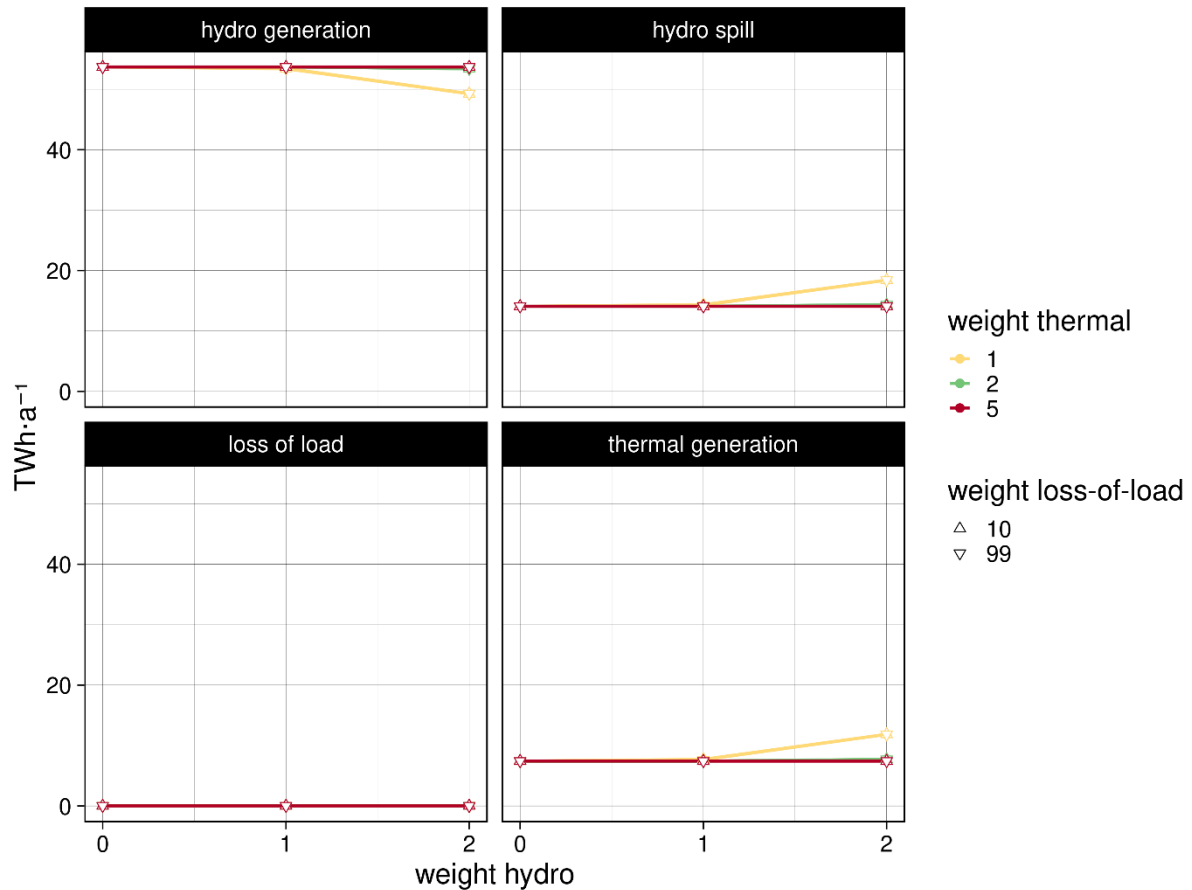 hydro generation
hydro spill
40
20
0
TWh·a⁻¹
loss of load
thermal generation
40
20
0
0
1
2
0
1
2
weight hydro
weight thermal
1
2
5
weight loss-of-load
10
99